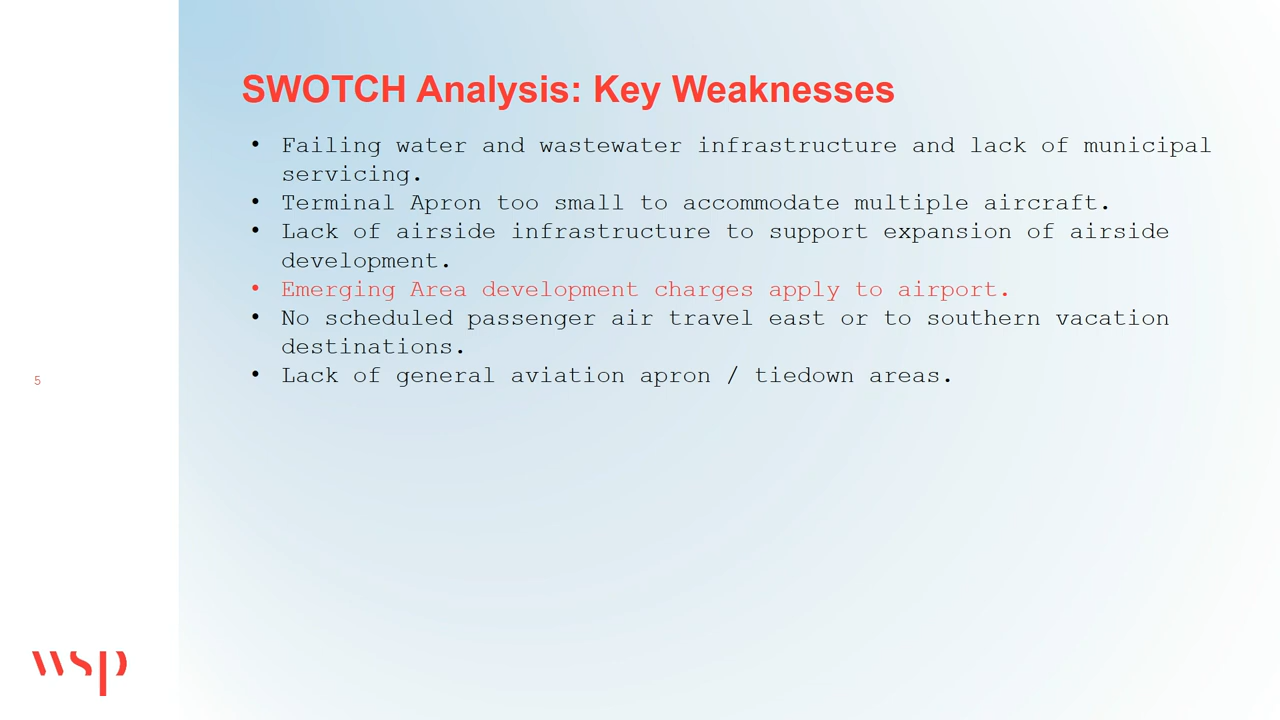 SWOTCH Analysis: Key Weaknesses
• Failing water and wastewater infrastructure and lack of municipal
servicing.
• Terminal Apron too small to accommodate multiple aircraft.
• Lack of airside infrastructure to support expansion of airside
development.
• Emerging Area development charges apply to airport.
• No scheduled passenger air travel east or to southern vacation
destinations.
• Lack of general aviation apron / tiedown areas.
5
wsp